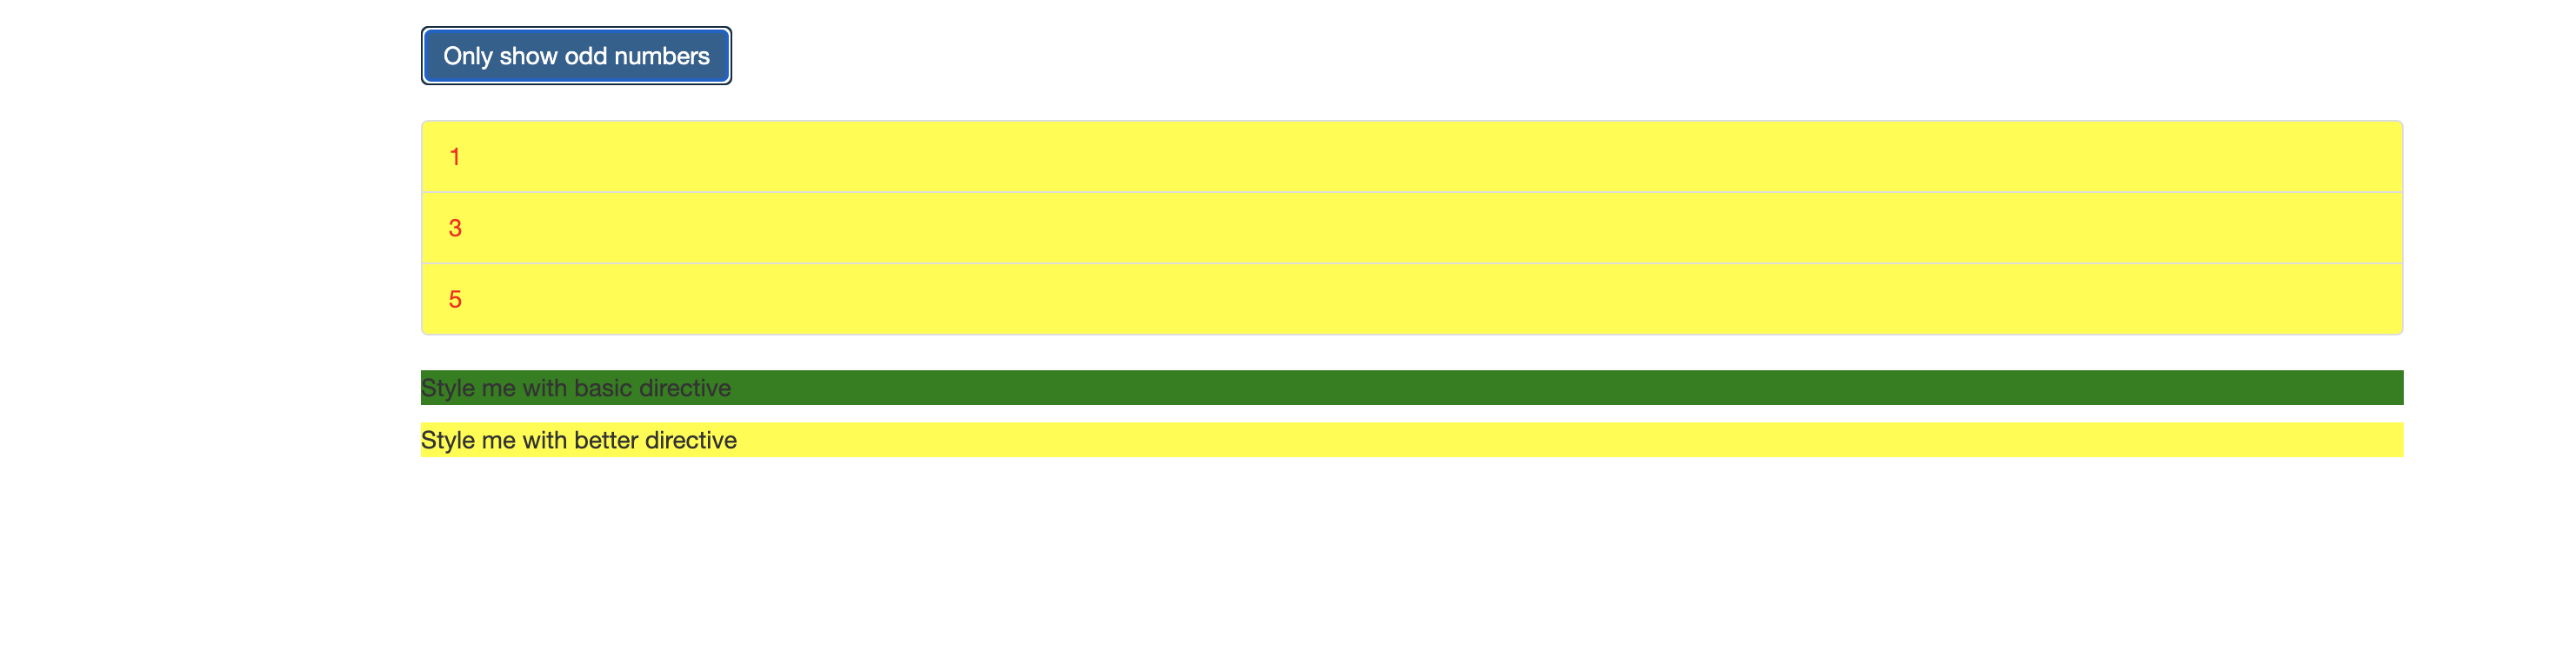 Only show odd numbers
1
3
5
Style me with basic directive
Style me with better directive